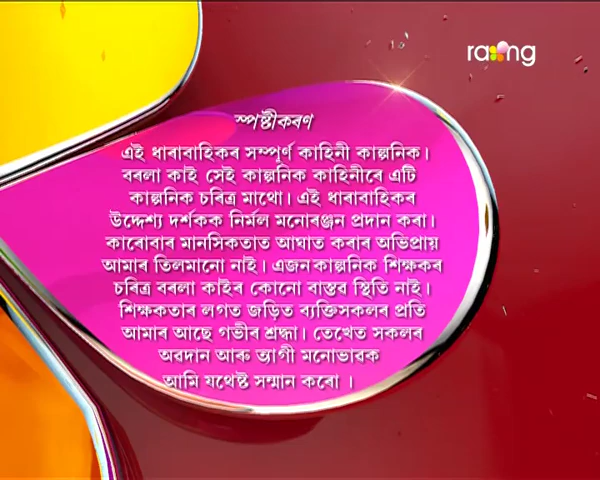 rang
স্পষ্টীকৰণ
এই ধাৰাবাহিকৰ সম্পূৰ্ণ কাহিনী কাল্পনিক।
বৰলা কাই সেই কাল্পনিক কাহিনীৰে এটি
কাল্পনিক চৰিত্ৰ মাথো। এই ধাৰাবাহিকৰ
উদ্দেশ্য দৰ্শকক নিৰ্মল মনোৰঞ্জন প্ৰদান কৰা।
কাৰোবাৰ মানসিকতাত আঘাত কৰাৰ অভিপ্ৰায়
আমাৰ তিলমানো নাই। এজন কাল্পনিক শিক্ষকৰ
চৰিত্ৰ বৰলা কাইৰ কোনো বাস্তৱ স্থিতি নাই।
শিক্ষকতাৰ লগত জড়িত ব্যক্তিসকলৰ প্ৰতি
আমাৰ আছে গভীৰ শ্ৰদ্ধা। তেখেত সকলৰ
অৱদান আৰু ত্যাগী মনোভাৱক
আমি যথেষ্ট সন্মান কৰো ।